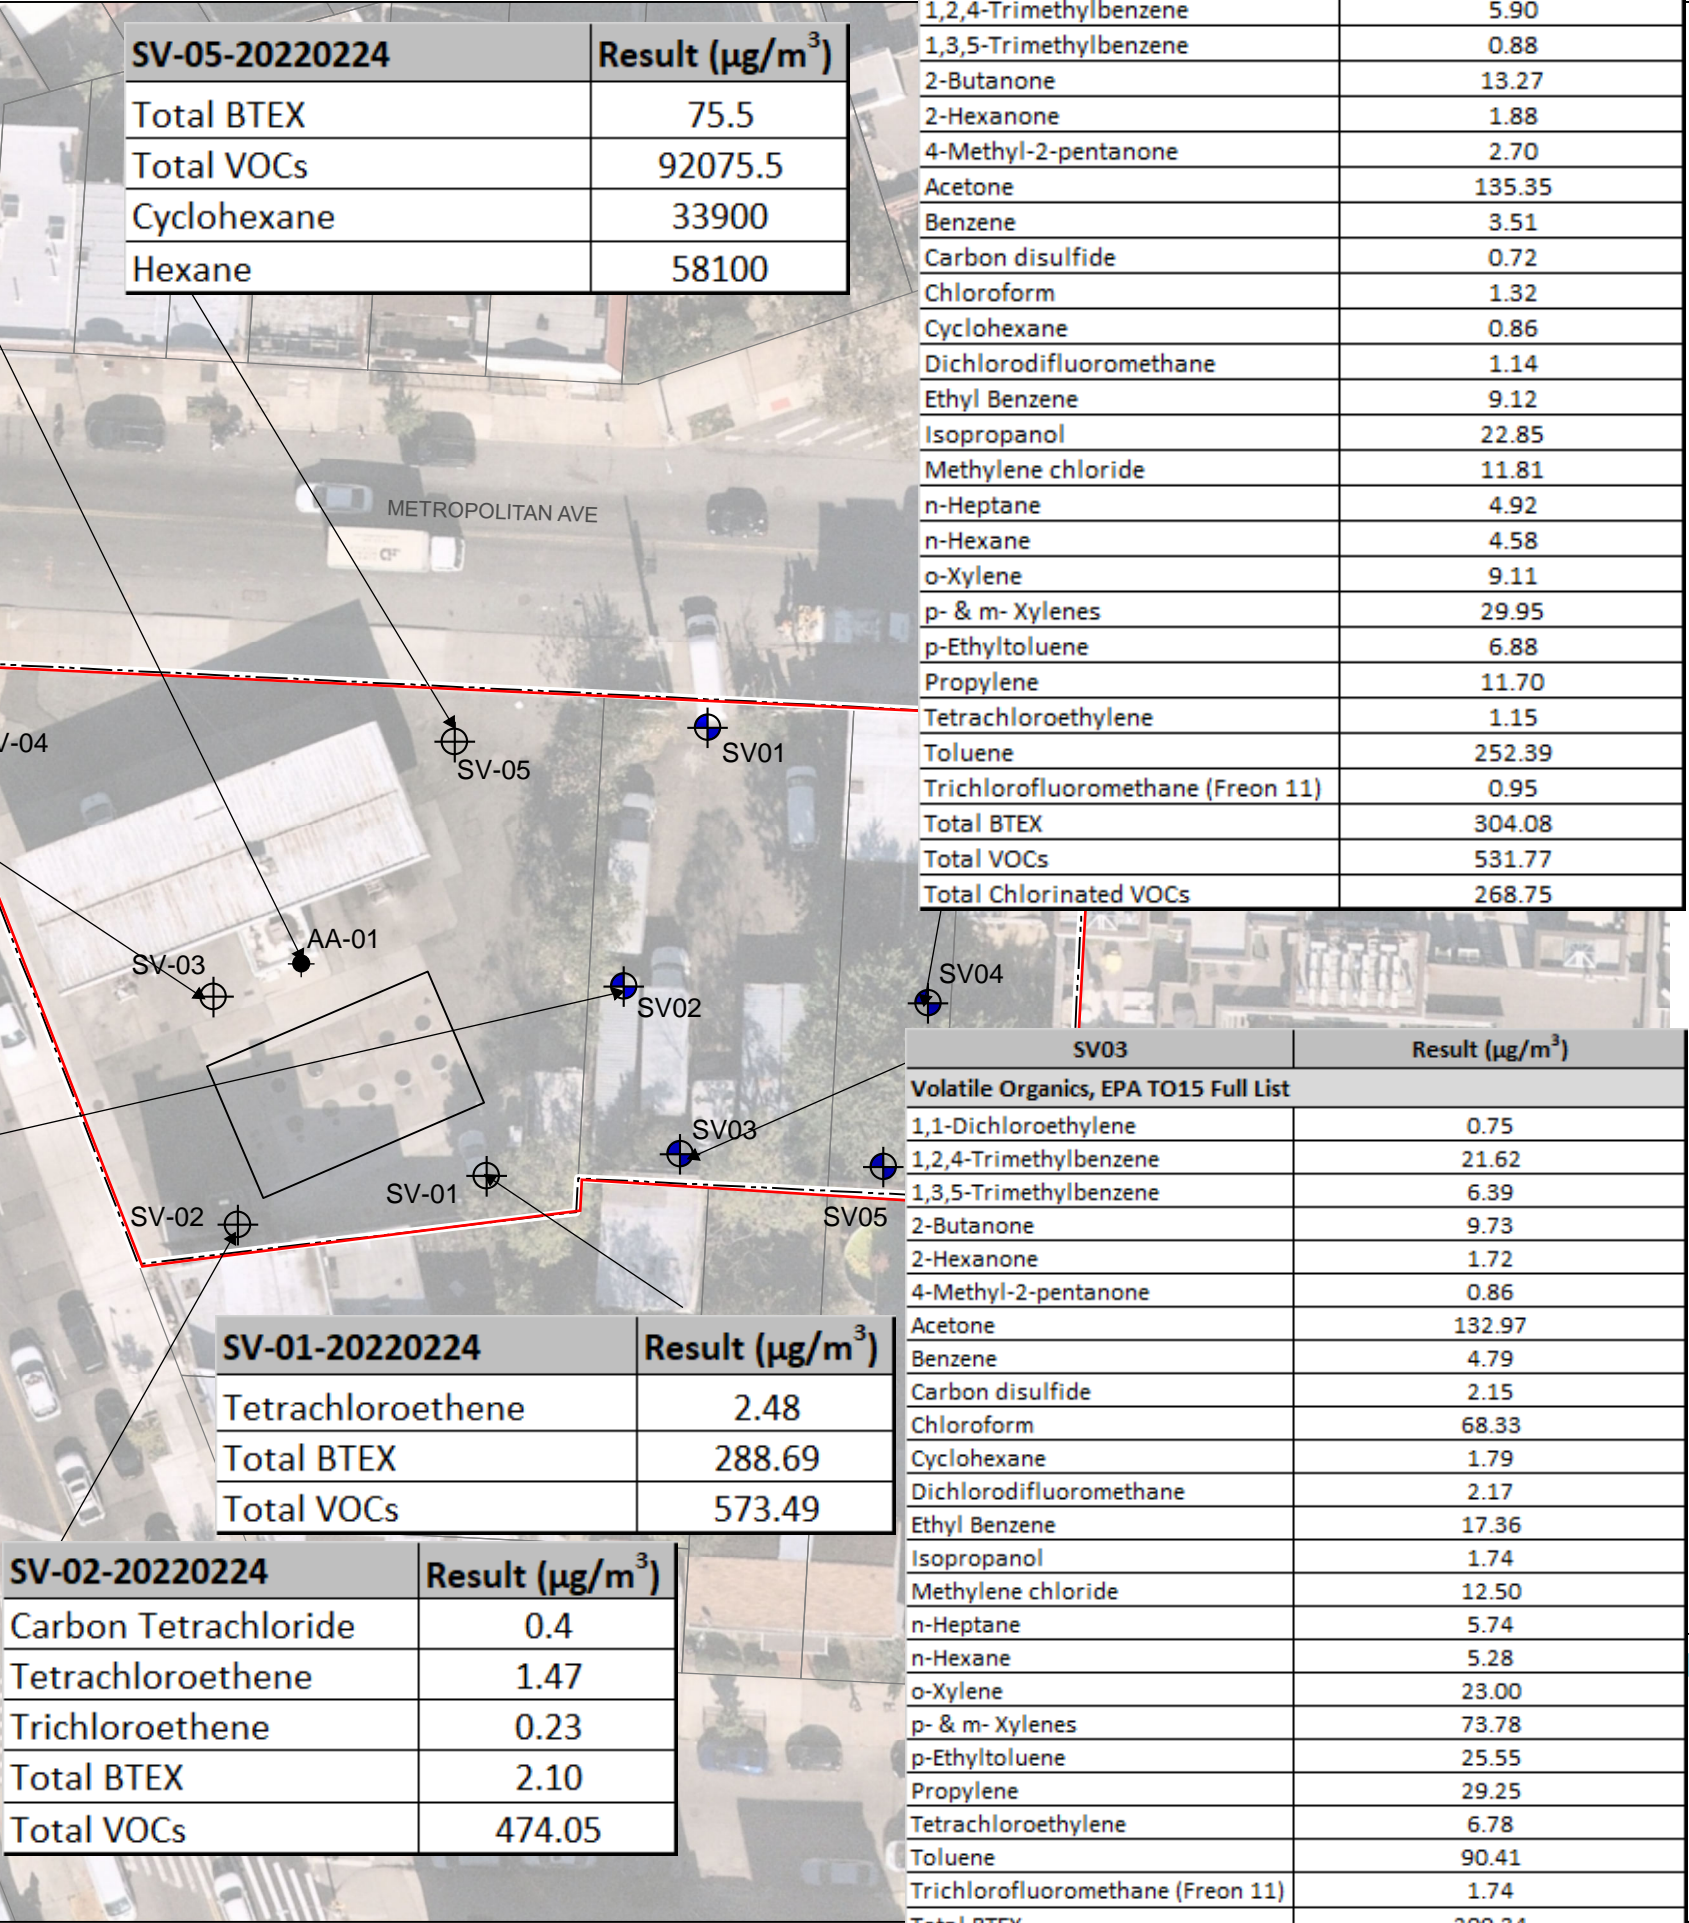 SV-05-20220224 Result (µg/m³)
Total BTEX 75.5
Total VOCs 92075.5
Cyclohexane 33900
Hexane 58100
1,2,4-Trimethylbenzene 5.90
1,3,5-Trimethylbenzene 0.88
2-Butanone 13.27
2-Hexanone 1.88
4-Methyl-2-pentanone 2.70
Acetone 135.35
Benzene 3.51
Carbon disulfide 0.72
Chloroform 1.32
Cyclohexane 0.86
Dichlorodifluoromethane 1.14
Ethyl Benzene 9.12
Isopropanol 22.85
Methylene chloride 11.81
n-Heptane 4.92
n-Hexane 4.58
o-Xylene 9.11
p- & m- Xylenes 29.95
p-Ethyltoluene 6.88
Propylene 11.70
Tetrachloroethylene 1.15
Toluene 252.39
Trichlorofluoromethane (Freon 11) 0.95
Total BTEX 304.08
Total VOCs 531.77
Total Chlorinated VOCs 268.75
METROPOLITAN AVE
V-04
SV-05
SV01
AA-01
SV-03
SV02
SV04
SV03
SV-01
SV-02
SV05
SV03 Result (µg/m³)
Volatile Organics, EPA TO15 Full List
1,1-Dichloroethylene 0.75
1,2,4-Trimethylbenzene 21.62
1,3,5-Trimethylbenzene 6.39
2-Butanone 9.73
2-Hexanone 1.72
4-Methyl-2-pentanone 0.86
Acetone 132.97
Benzene 4.79
Carbon disulfide 2.15
Chloroform 68.33
Cyclohexane 1.79
Dichlorodifluoromethane 2.17
Ethyl Benzene 17.36
Isopropanol 1.74
Methylene chloride 12.50
n-Heptane 5.74
n-Hexane 5.28
o-Xylene 23.00
p- & m- Xylenes 73.78
p-Ethyltoluene 25.55
Propylene 29.25
Tetrachloroethylene 6.78
Toluene 90.41
Trichlorofluoromethane (Freon 11) 1.74
Total BTEX
SV-01-20220224 Result (µg/m³)
Tetrachloroethene 2.48
Total BTEX 288.69
Total VOCs 573.49
SV-02-20220224 Result (µg/m³)
Carbon Tetrachloride 0.4
Tetrachloroethene 1.47
Trichloroethene 0.23
Total BTEX 2.10
Total VOCs 474.05